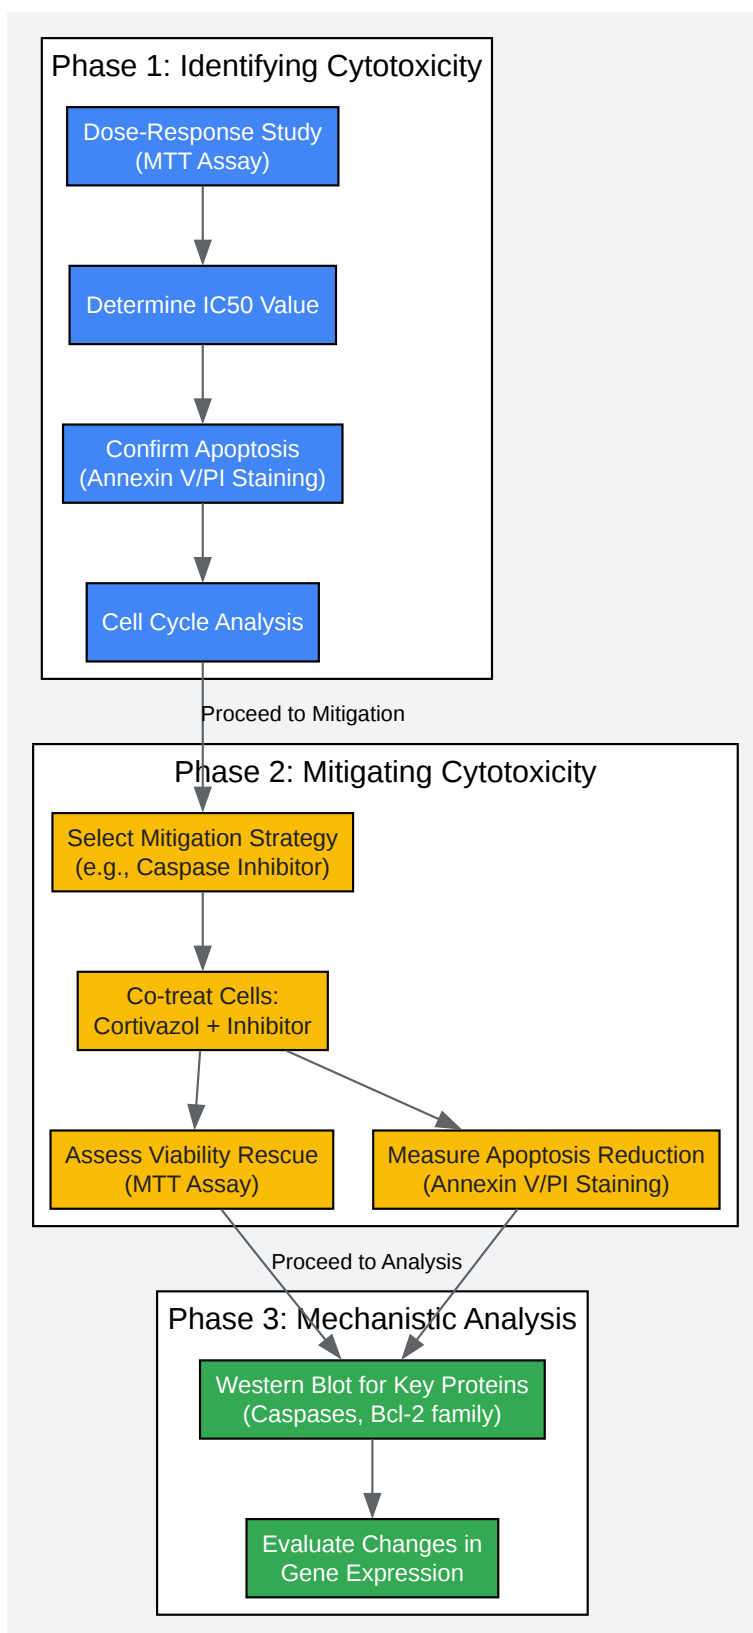 Phase 1: Identifying Cytotoxicity
Dose-Response Study
(MTT Assay)
Determine IC50 Value
Confirm Apoptosis
(Annexin V/PI Staining)
Cell Cycle Analysis
Proceed to Mitigation
Phase 2: Mitigating Cytotoxicity
Select Mitigation Strategy
(e.g., Caspase Inhibitor)
Co-treat Cells:
Cortivazol + Inhibitor
Assess Viability Rescue
(MTT Assay)
Measure Apoptosis Reduction
(Annexin V/PI Staining)
Proceed to Analysis
Phase 3: Mechanistic Analysis
Western Blot for Key Proteins
(Caspases, Bcl-2 family)
Evaluate Changes in
Gene Expression